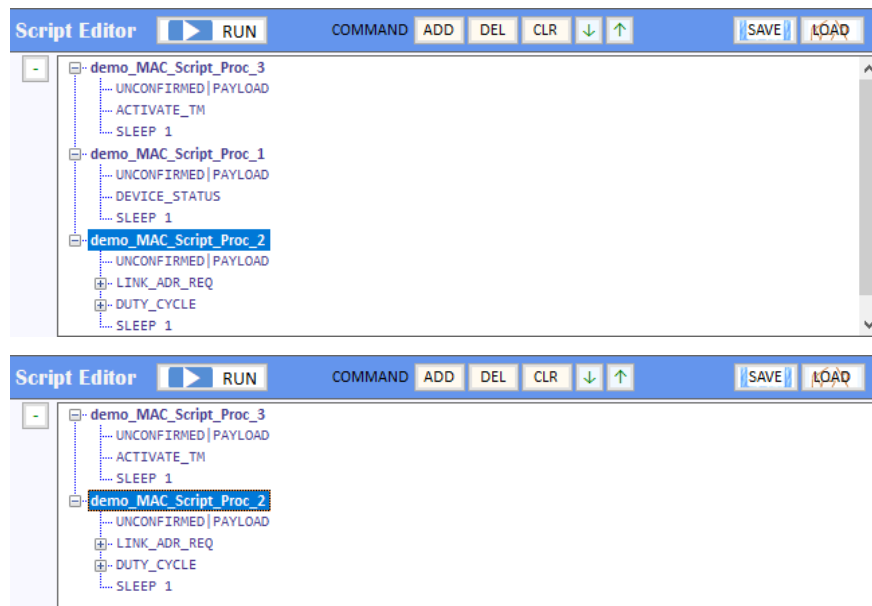 Script Editor RUN COMMAND ADD DEL CLR ↓ ↑ SAVE LOAD
- demo_MAC_Script_Proc_3
UNCONFIRMED|PAYLOAD
ACTIVATE_TM
SLEEP 1
demo_MAC_Script_Proc_1
UNCONFIRMED|PAYLOAD
DEVICE_STATUS
SLEEP 1
demo_MAC_Script_Proc_2
UNCONFIRMED|PAYLOAD
LINK_ADR_REQ
DUTY_CYCLE
SLEEP 1
Script Editor RUN COMMAND ADD DEL CLR ↓ ↑ SAVE LOAD
- demo_MAC_Script_Proc_3
UNCONFIRMED|PAYLOAD
ACTIVATE_TM
SLEEP 1
demo_MAC_Script_Proc_2
UNCONFIRMED|PAYLOAD
LINK_ADR_REQ
DUTY_CYCLE
SLEEP 1